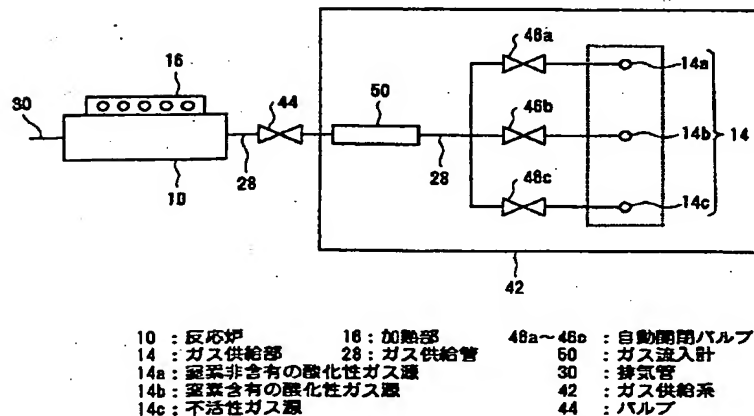 46a
16
44
50
14a
30
46b
14b
14
28
28
10
46c
14c
42
10 : 反応炉 16 : 加熱部 46a～46c : 自動開閉バルブ
14 : ガス供給部 28 : ガス供給管 50 : ガス流入計
14a : 窒素非含有の酸化性ガス源 30 : 排気管
14b : 窒素含有の酸化性ガス源 42 : ガス供給系
14c : 不活性ガス源 44 : バルブ